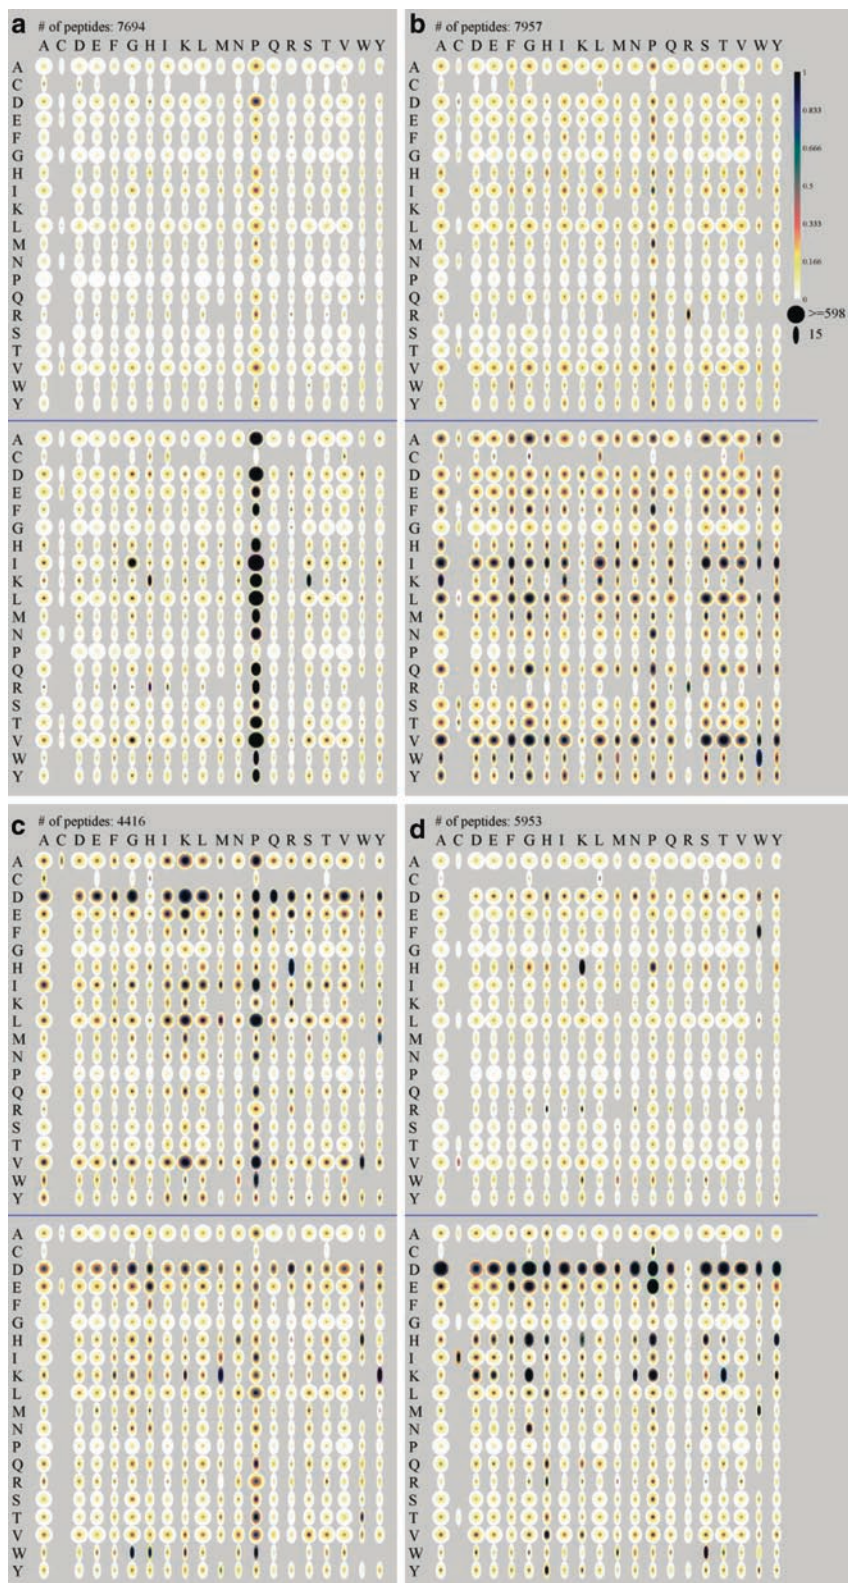 a
# of peptides: 7694
A C D E F G H I K L M N P Q R S T V W Y
A
C
D
E
F
G
H
I
K
L
M
N
P
Q
R
S
T
V
W
Y
A
C
D
E
F
G
H
I
K
L
M
N
P
Q
R
S
T
V
W
Y
b
# of peptides: 7957
A C D E F G H I K L M N P Q R S T V W Y
A
C
D
E
F
G
H
I
K
L
M
N
P
Q
R
S
T
V
W
Y
A
C
D
E
F
G
H
I
K
L
M
N
P
Q
R
S
T
V
W
Y
1
0.833
0.666
0.5
0.333
0.166
0
>=598
15
c
# of peptides: 4416
A C D E F G H I K L M N P Q R S T V W Y
A
C
D
E
F
G
H
I
K
L
M
N
P
Q
R
S
T
V
W
Y
A
C
D
E
F
G
H
I
K
L
M
N
P
Q
R
S
T
V
W
Y
d
# of peptides: 5953
A C D E F G H I K L M N P Q R S T V W Y
A
C
D
E
F
G
H
I
K
L
M
N
P
Q
R
S
T
V
W
Y
A
C
D
E
F
G
H
I
K
L
M
N
P
Q
R
S
T
V
W
Y